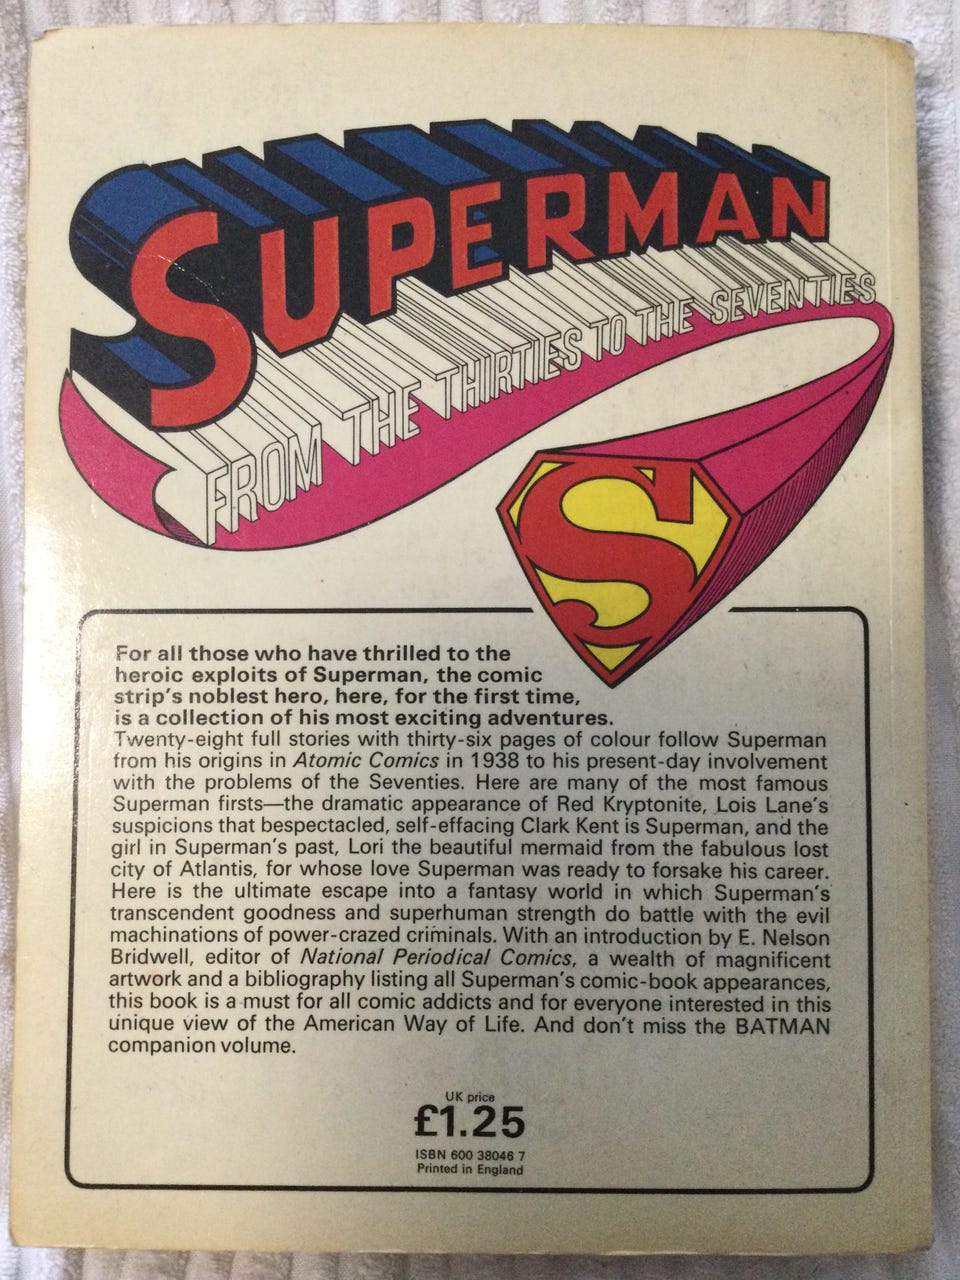 SUPERMAN
FROM THE THIRTIES TO THE SEVENTIES
S
For all those who have thrilled to the
heroic exploits of Superman, the comic
strip's noblest hero, here, for the first time,
is a collection of his most exciting adventures.
Twenty-eight full stories with thirty-six pages of colour follow Superman
from his origins in Atomic Comics in 1938 to his present-day involvement
with the problems of the Seventies. Here are many of the most famous
Superman firsts—the dramatic appearance of Red Kryptonite, Lois Lane's
suspicions that bespectacled, self-effacing Clark Kent is Superman, and the
girl in Superman's past, Lori the beautiful mermaid from the fabulous lost
city of Atlantis, for whose love Superman was ready to forsake his career.
Here is the ultimate escape into a fantasy world in which Superman's
transcendent goodness and superhuman strength do battle with the evil
machinations of power-crazed criminals. With an introduction by E. Nelson
Bridwell, editor of National Periodical Comics, a wealth of magnificent
artwork and a bibliography listing all Superman's comic-book appearances,
this book is a must for all comic addicts and for everyone interested in this
unique view of the American Way of Life. And don't miss the BATMAN
companion volume.
UK price
£1.25
ISBN 600 38046 7
Printed in England